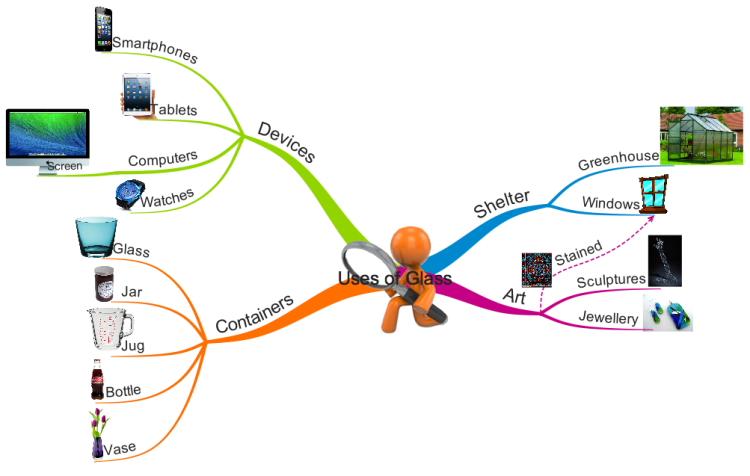 Smartphones
Tablets
Devices
Computers
Screen
Watches
Greenhouse
Windows
Shelter
Stained
Uses of Glass
Art
Sculptures
Jewellery
Containers
Glass
Jar
Jug
Bottle
Vase